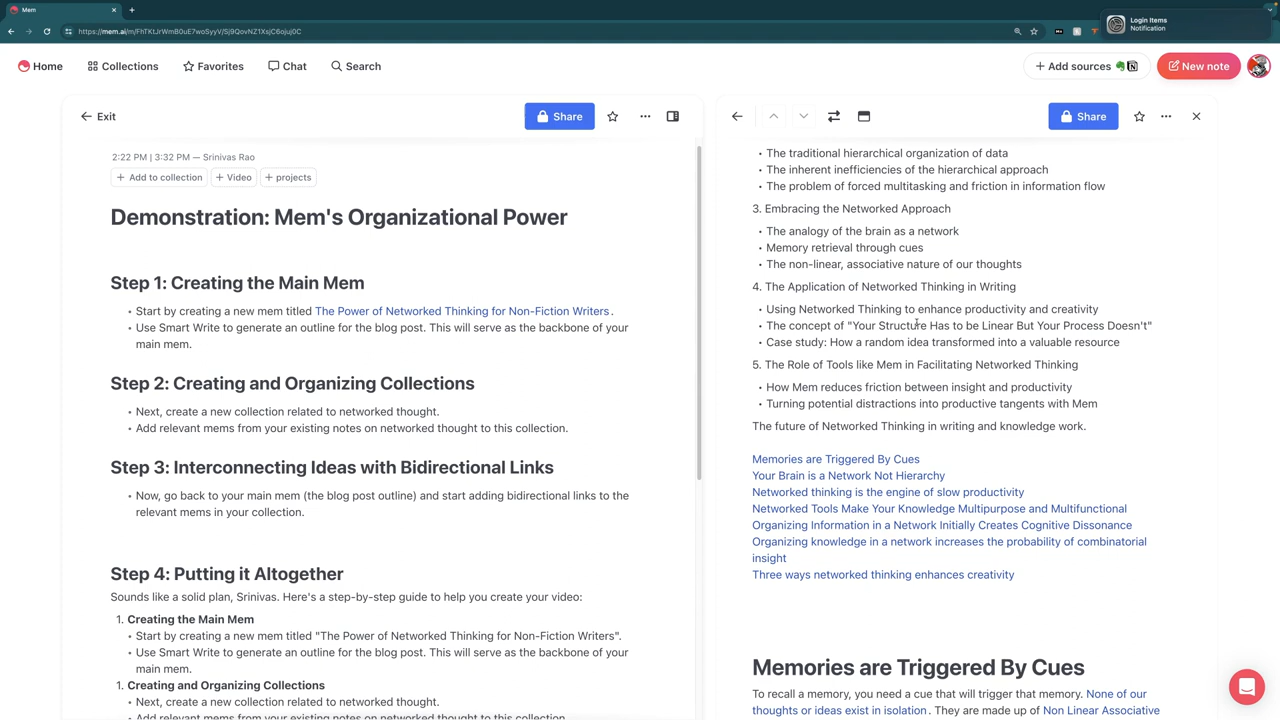 Mem
https://mem.ai/m/FhTKtJrWmB0uE7woSyyV/Sj9QovNZ1XsjC6ojuj0C
Login Items
Notification
Home
Collections
Favorites
Chat
Search
+ Add sources
New note
Exit
Share
2:22 PM | 3:32 PM — Srinivas Rao
+ Add to collection
+ Video
+ projects
Demonstration: Mem's Organizational Power
Step 1: Creating the Main Mem
• Start by creating a new mem titled The Power of Networked Thinking for Non-Fiction Writers.
• Use Smart Write to generate an outline for the blog post. This will serve as the backbone of your
main mem.
Step 2: Creating and Organizing Collections
• Next, create a new collection related to networked thought.
• Add relevant mems from your existing notes on networked thought to this collection.
Step 3: Interconnecting Ideas with Bidirectional Links
• Now, go back to your main mem (the blog post outline) and start adding bidirectional links to the
relevant mems in your collection.
Step 4: Putting it Altogether
Sounds like a solid plan, Srinivas. Here's a step-by-step guide to help you create your video:
1. Creating the Main Mem
• Start by creating a new mem titled "The Power of Networked Thinking for Non-Fiction Writers".
• Use Smart Write to generate an outline for the blog post. This will serve as the backbone of your
main mem.
1. Creating and Organizing Collections
• Next, create a new collection related to networked thought.
• Add relevant mems from your existing notes on networked thought to this collection.
Share
• The traditional hierarchical organization of data
• The inherent inefficiencies of the hierarchical approach
• The problem of forced multitasking and friction in information flow
3. Embracing the Networked Approach
• The analogy of the brain as a network
• Memory retrieval through cues
• The non-linear, associative nature of our thoughts
4. The Application of Networked Thinking in Writing
• Using Networked Thinking to enhance productivity and creativity
• The concept of "Your Structure Has to be Linear But Your Process Doesn't"
• Case study: How a random idea transformed into a valuable resource
5. The Role of Tools like Mem in Facilitating Networked Thinking
• How Mem reduces friction between insight and productivity
• Turning potential distractions into productive tangents with Mem
The future of Networked Thinking in writing and knowledge work.
Memories are Triggered By Cues
Your Brain is a Network Not Hierarchy
Networked thinking is the engine of slow productivity
Networked Tools Make Your Knowledge Multipurpose and Multifunctional
Organizing Information in a Network Initially Creates Cognitive Dissonance
Organizing knowledge in a network increases the probability of combinatorial
insight
Three ways networked thinking enhances creativity
Memories are Triggered By Cues
To recall a memory, you need a cue that will trigger that memory. None of our
thoughts or ideas exist in isolation. They are made up of Non Linear Associative